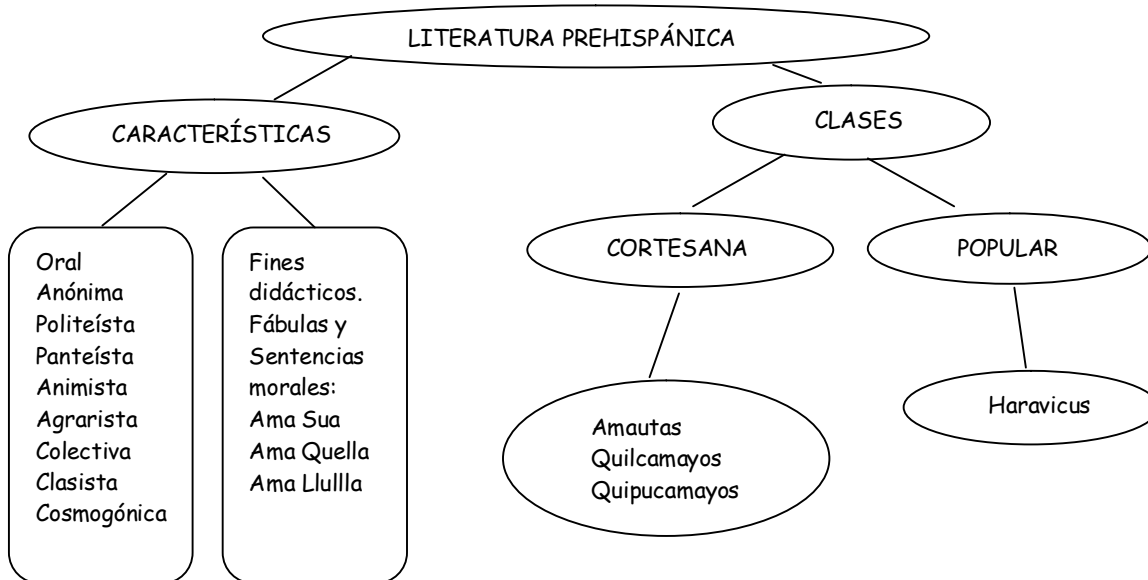 LITERATURA PREHISPÁNICA
CARACTERÍSTICAS
CLASES
Oral
Anónima
Politeísta
Panteísta
Animista
Agrarista
Colectiva
Clasista
Cosmogónica
Fines
didácticos.
Fábulas y
Sentencias
morales:
Ama Sua
Ama Quella
Ama Llullla
CORTESANA
POPULAR
Amautas
Quilcamayos
Quipucamayos
Haravicus